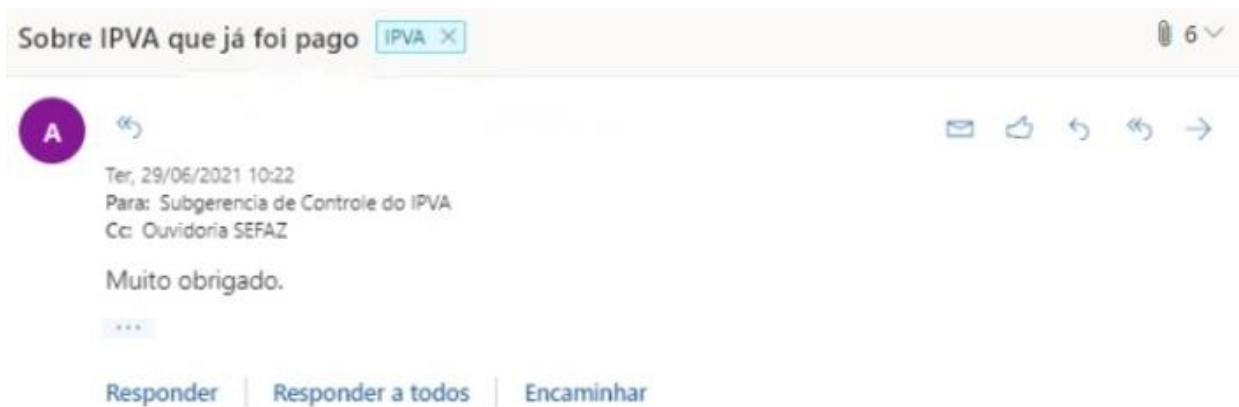 Sobre IPVA que já foi pago IPVA × 6
A
Ter, 29/06/2021 10:22
Para: Subgerencia de Controle do IPVA
Cc: Ouvidoria SEFAZ
Muito obrigado.
...
Responder Responder a todos Encaminhar